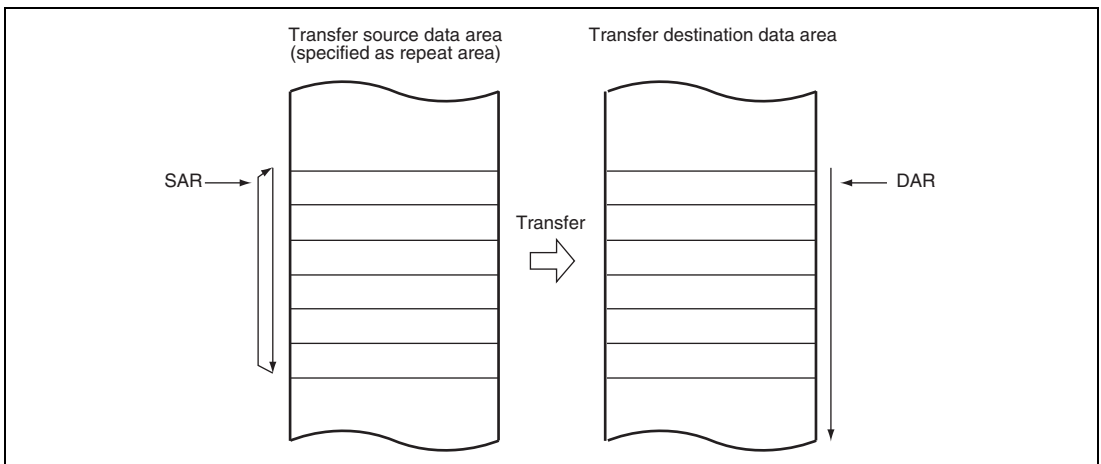 Transfer source data area
(specified as repeat area)
Transfer destination data area
SAR
Transfer
DAR